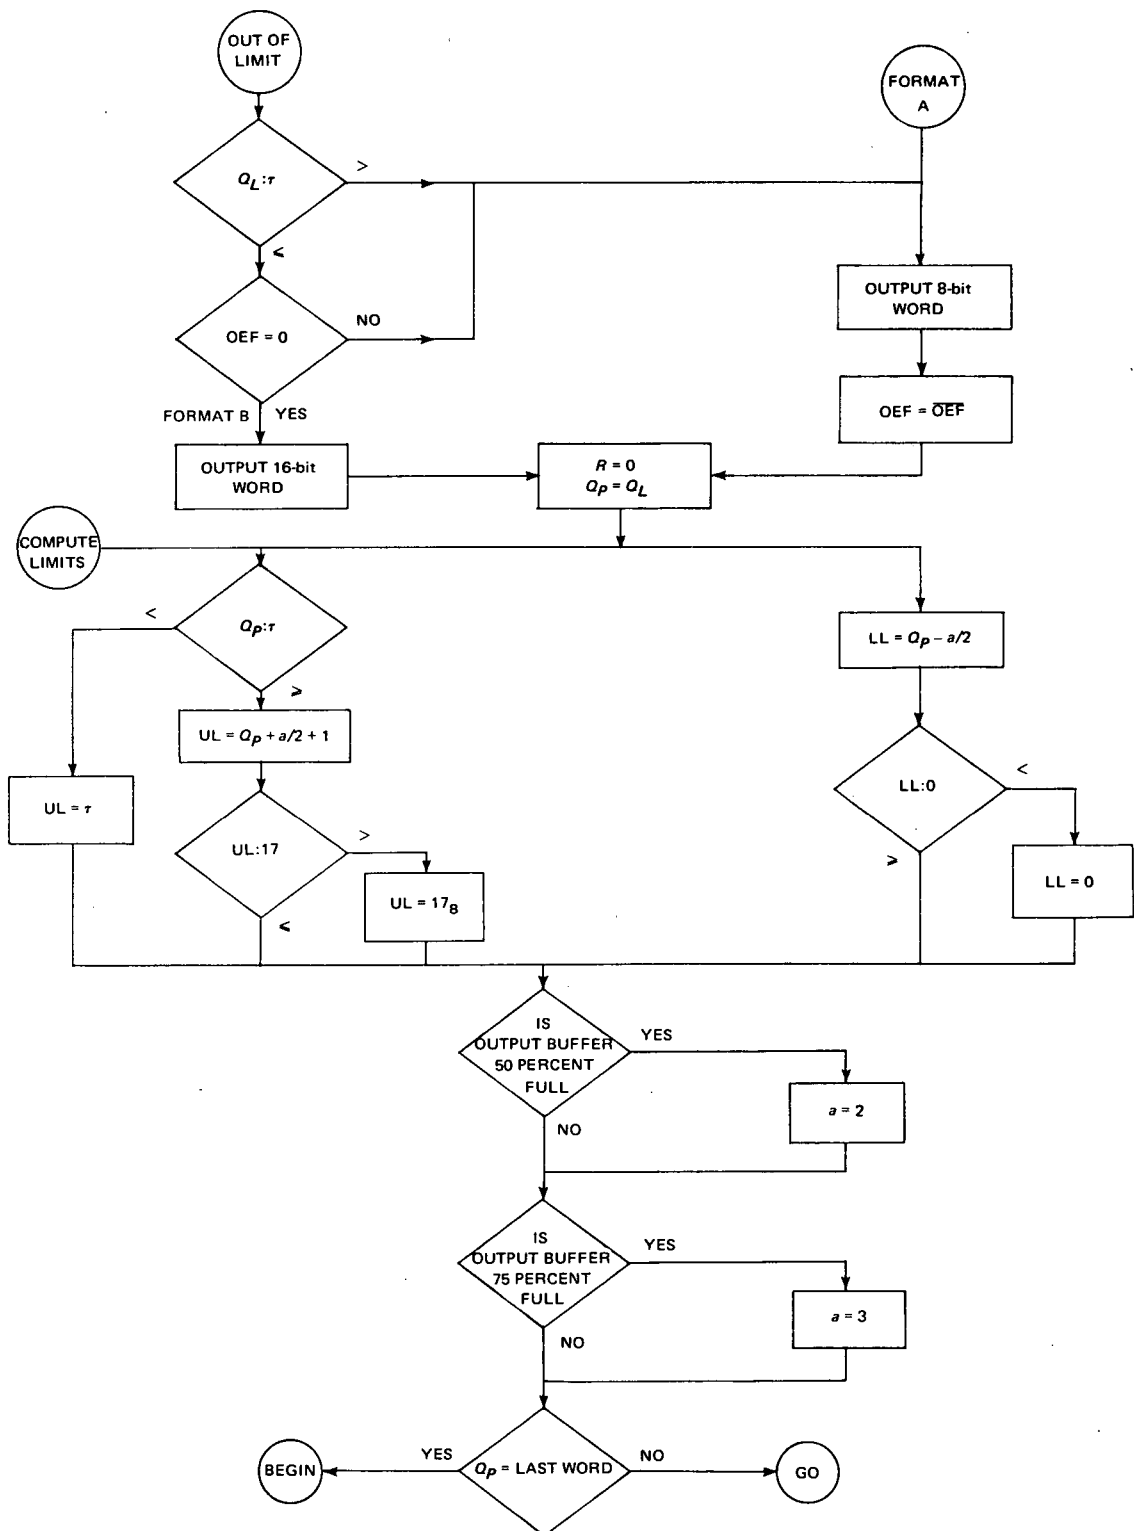 OUT OF
LIMIT
FORMAT
A
Q_L:τ
>
≤
OUTPUT 8-bit
WORD
OEF = 0
NO
OEF = \overline{OEF}
FORMAT B
YES
OUTPUT 16-bit
WORD
R = 0
Q_P = Q_L
COMPUTE
LIMITS
<
Q_P:τ
≥
LL = Q_P − a/2
UL = Q_P + a/2 + 1
UL = τ
LL:0
<
≥
UL:17
>
≤
UL = 17_8
LL = 0
IS
OUTPUT BUFFER
50 PERCENT
FULL
YES
a = 2
NO
IS
OUTPUT BUFFER
75 PERCENT
FULL
YES
a = 3
NO
BEGIN
YES
Q_P = LAST WORD
NO
GO